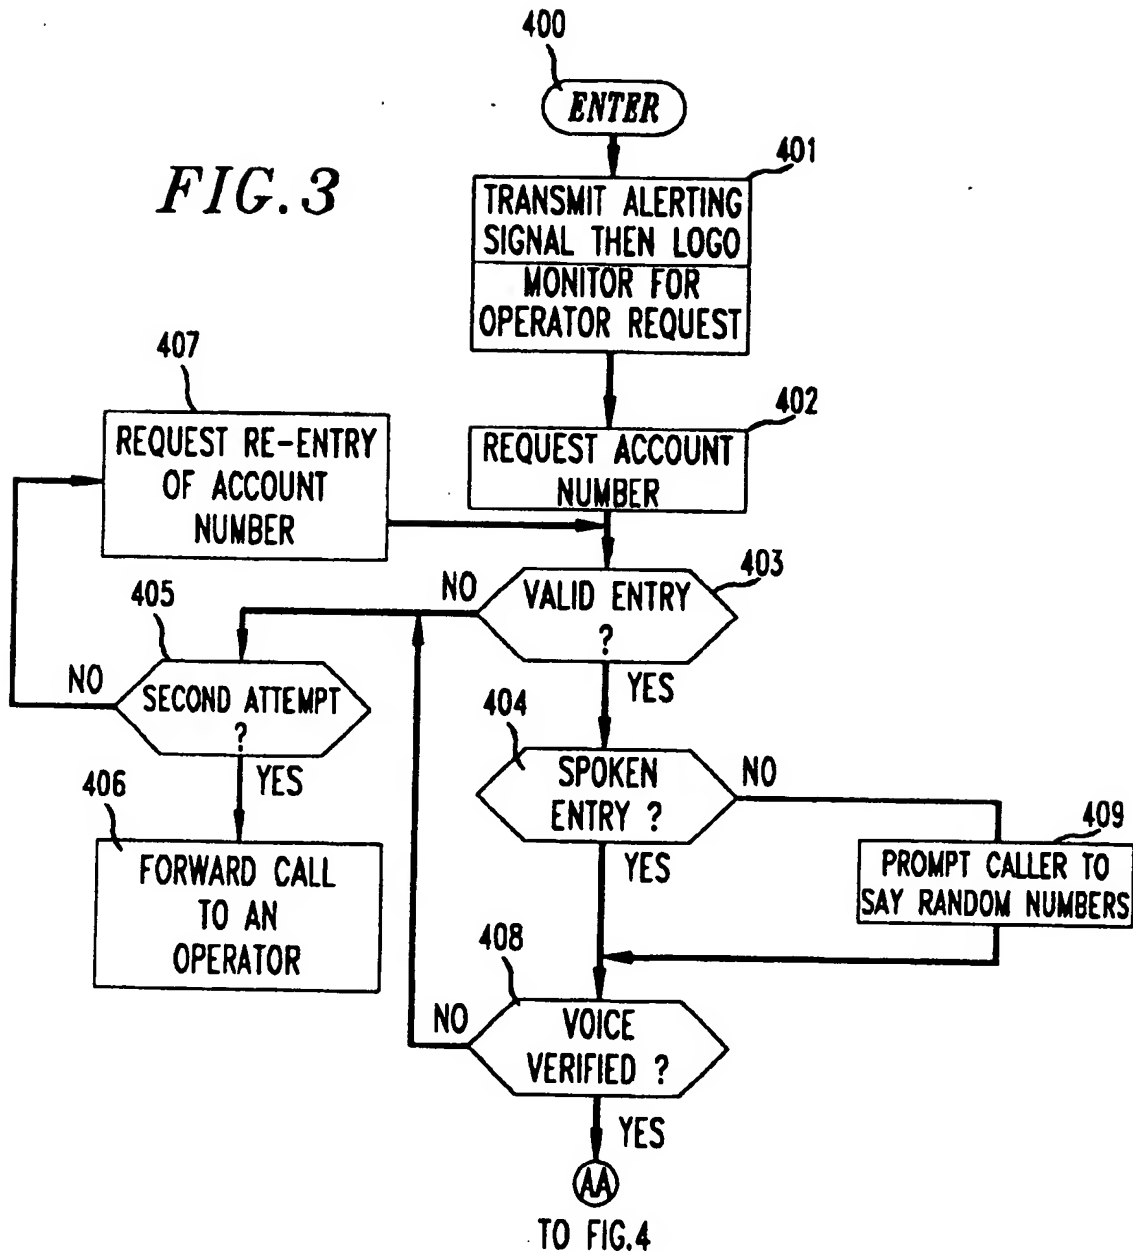 400
ENTER
FIG.3
401
TRANSMIT ALERTING
SIGNAL THEN LOGO
MONITOR FOR
OPERATOR REQUEST
407
REQUEST RE-ENTRY
OF ACCOUNT
NUMBER
402
REQUEST ACCOUNT
NUMBER
403
VALID ENTRY
?
NO
YES
405
SECOND ATTEMPT
?
NO
YES
406
FORWARD CALL
TO AN
OPERATOR
404
SPOKEN
ENTRY ?
NO
YES
409
PROMPT CALLER TO
SAY RANDOM NUMBERS
408
VOICE
VERIFIED ?
NO
YES
AA
TO FIG.4